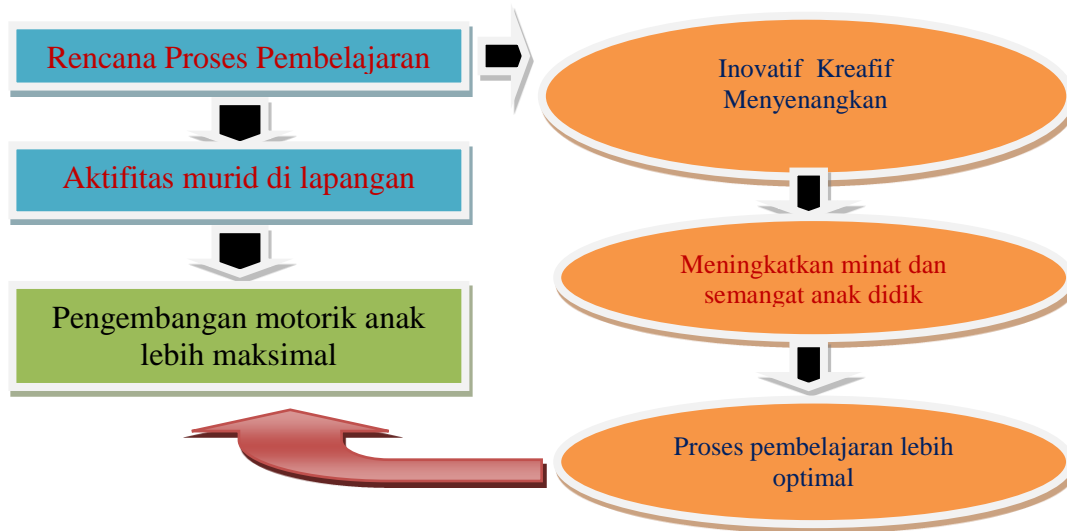 Rencana Proses Pembelajaran
Aktifitas murid di lapangan
Pengembangan motorik anak
lebih maksimal
Inovatif Kreafif
Menyenangkan
Meningkatkan minat dan
semangat anak didik
Proses pembelajaran lebih
optimal